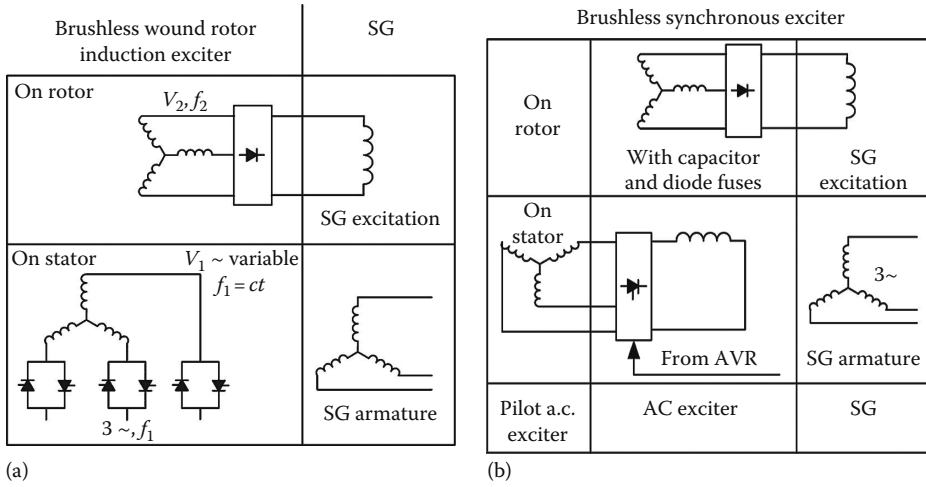 Brushless wound rotor
induction exciter
SG
On rotor
V2, f2
SG excitation
On stator
V1 ~ variable
f1 = ct
3 ~, f1
SG armature
(a)
Brushless synchronous exciter
On
rotor
With capacitor
and diode fuses
SG
excitation
On
stator
From AVR
3~
SG armature
Pilot a.c.
exciter
AC exciter
SG
(b)